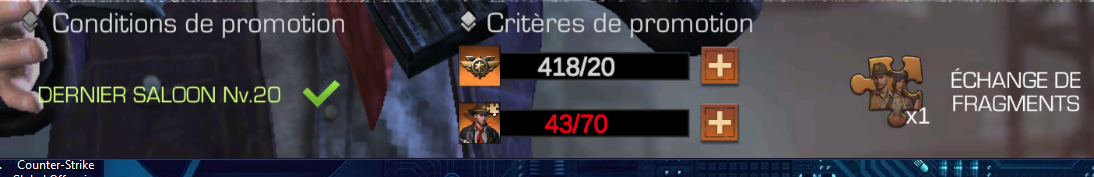 Conditions de promotion
Critères de promotion
DERNIER SALOON Nv.20
418/20
43/70
x1
ÉCHANGE DE
FRAGMENTS
Counter-Strike